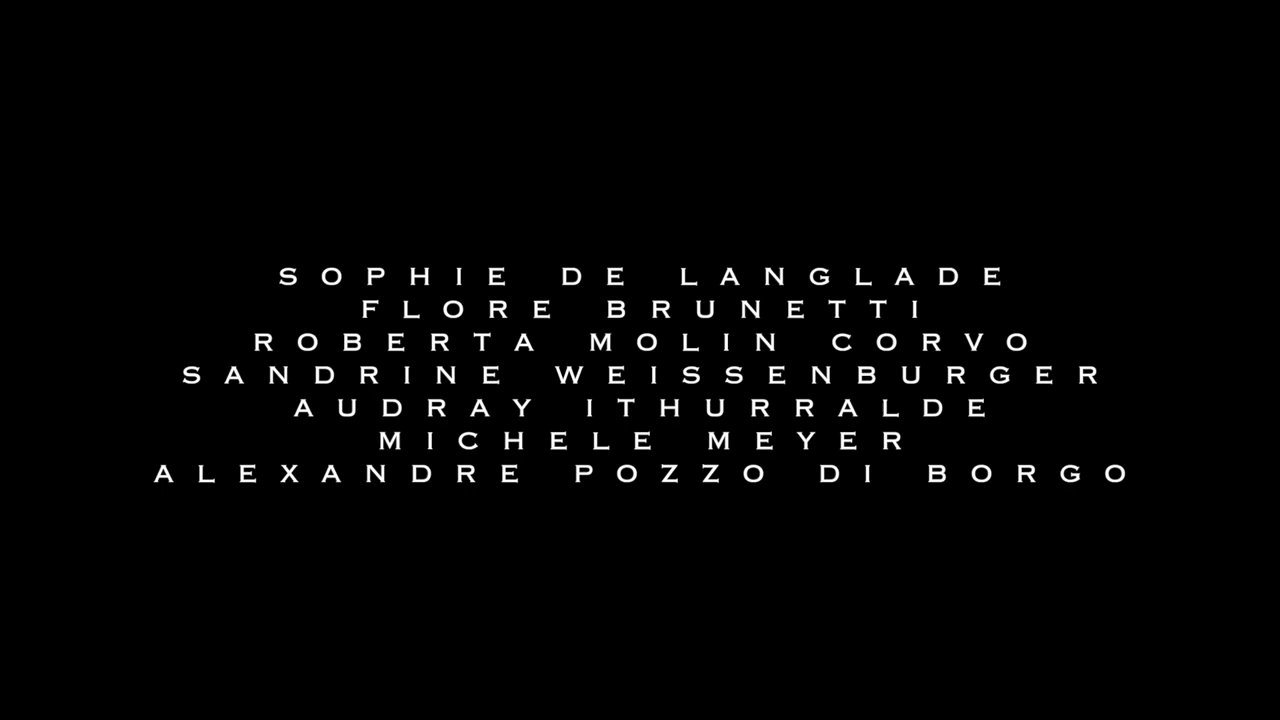 SOPHIE DE LANGLADE
FLORE BRUNETTI
ROBERTA MOLIN CORVO
SANDRINE WEISSENBURGER
AUDRAY ITHURRALDE
MICHELE MEYER
ALEXANDRE POZZO DI BORGO